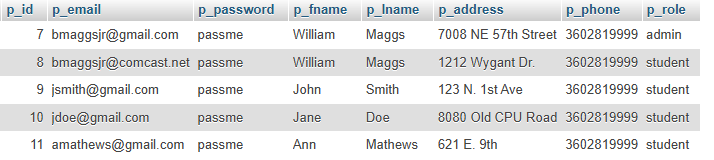 p_id p_email p_password p_fname p_lname p_address p_phone p_role
7 bmaggsjr@gmail.com passme William Maggs 7008 NE 57th Street 3602819999 admin
8 bmaggsjr@comcast.net passme William Maggs 1212 Wygant Dr. 3602819999 student
9 jsmith@gmail.com passme John Smith 123 N. 1st Ave 3602819999 student
10 jdoe@gmail.com passme Jane Doe 8080 Old CPU Road 3602819999 student
11 amathews@gmail.com passme Ann Mathews 621 E. 9th 3602819999 student